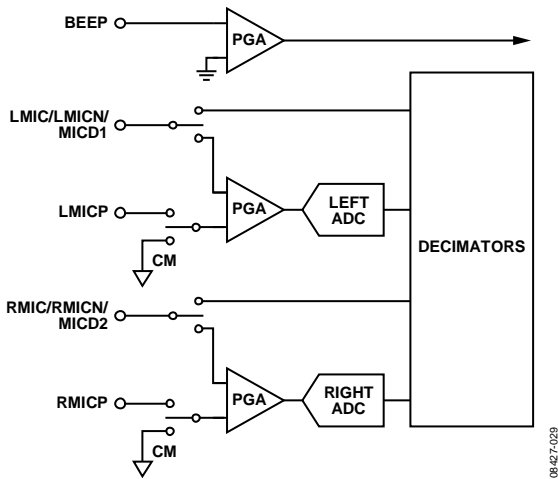 BEEP
PGA
LMIC/LMICN/
MICD1
LMICP
PGA
LEFT
ADC
DECIMATORS
CM
RMIC/RMICN/
MICD2
RMICP
PGA
RIGHT
ADC
CM
08427-029